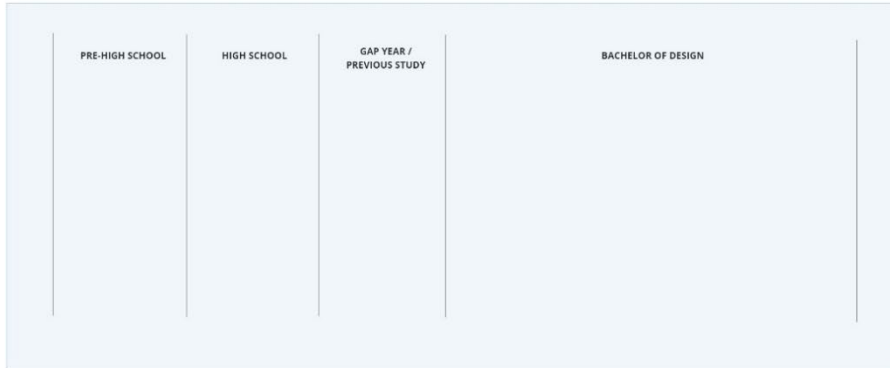 PRE-HIGH SCHOOL
HIGH SCHOOL
GAP YEAR /
PREVIOUS STUDY
BACHELOR OF DESIGN